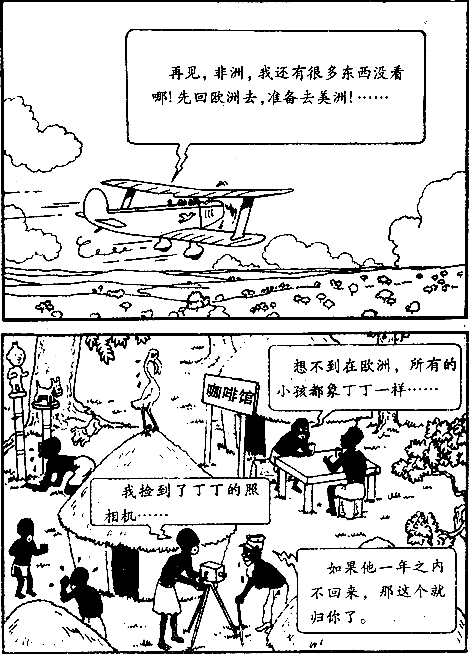 再见，非洲，我还有很多东西没看
哪！先回欧洲去，准备去美洲！……
想不到在欧洲，所有的
小孩都象丁丁一样……
咖啡馆
我捡到了丁丁的照
相机……
如果他一年之内
不回来，那这个就
归你了。